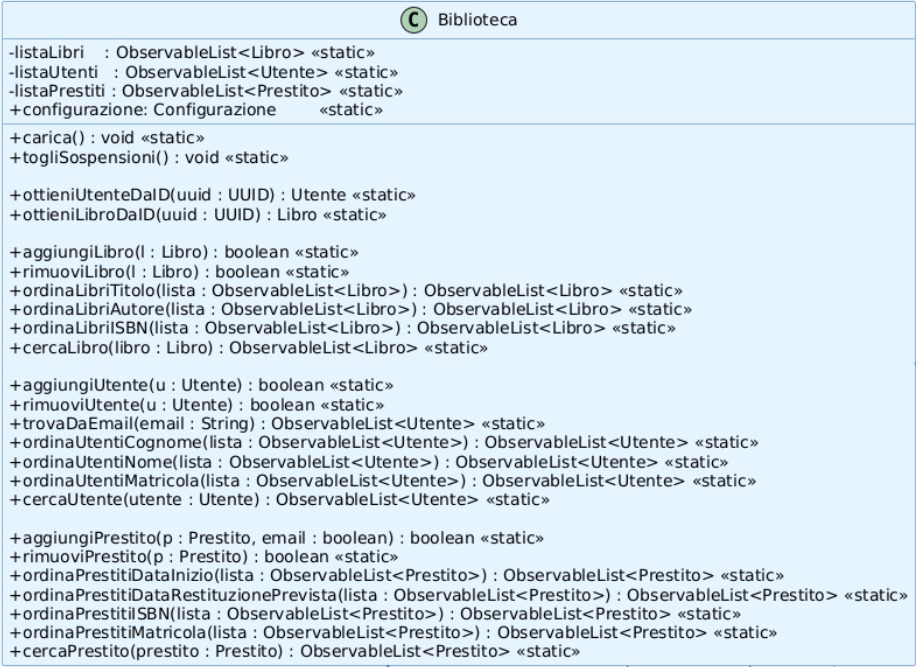 C Biblioteca
-listaLibri : ObservableList<Libro> «static»
-listaUtenti : ObservableList<Utente> «static»
-listaPrestiti : ObservableList<Prestito> «static»
+configurazione: Configurazione «static»
+carica() : void «static»
+togliSospensioni() : void «static»
+ottieniUtenteDaID(uuid : UUID) : Utente «static»
+ottieniLibroDaID(uuid : UUID) : Libro «static»
+aggiungiLibro(l : Libro) : boolean «static»
+rimuoviLibro(l : Libro) : boolean «static»
+ordinaLibriTitolo(lista : ObservableList<Libro>) : ObservableList<Libro> «static»
+ordinaLibriAutore(lista : ObservableList<Libro>) : ObservableList<Libro> «static»
+ordinaLibriISBN(lista : ObservableList<Libro>) : ObservableList<Libro> «static»
+cercaLibro(libro : Libro) : ObservableList<Libro> «static»
+aggiungiUtente(u : Utente) : boolean «static»
+rimuoviUtente(u : Utente) : boolean «static»
+trovaDaEmail(email : String) : ObservableList<Utente> «static»
+ordinaUtentiCognome(lista : ObservableList<Utente>) : ObservableList<Utente> «static»
+ordinaUtentiNome(lista : ObservableList<Utente>) : ObservableList<Utente> «static»
+ordinaUtentiMatricola(lista : ObservableList<Utente>) : ObservableList<Utente> «static»
+cercaUtente(utente : Utente) : ObservableList<Utente> «static»
+aggiungiPrestito(p : Prestito, email : boolean) : boolean «static»
+rimuoviPrestito(p : Prestito) : boolean «static»
+ordinaPrestitiDataInizio(lista : ObservableList<Prestito>) : ObservableList<Prestito> «static»
+ordinaPrestitiDataRestituzionePrevista(lista : ObservableList<Prestito>) : ObservableList<Prestito> «static»
+ordinaPrestitiISBN(lista : ObservableList<Prestito>) : ObservableList<Prestito> «static»
+ordinaPrestitiMatricola(lista : ObservableList<Prestito>) : ObservableList<Prestito> «static»
+cercaPrestito(prestito : Prestito) : ObservableList<Prestito> «static»